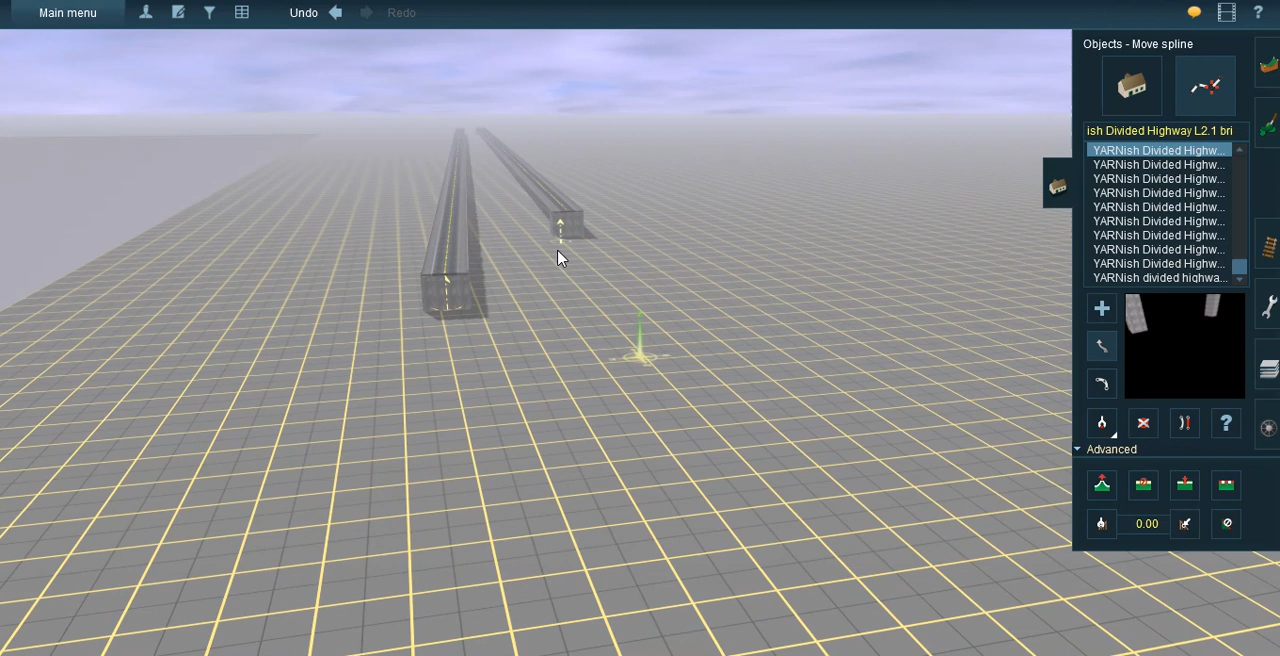 Main menu
Undo
Redo
?
Objects - Move spline
ish Divided Highway L2.1 bri
YARNish Divided Highw...
YARNish Divided Highw...
YARNish Divided Highw...
YARNish Divided Highw...
YARNish Divided Highw...
YARNish Divided Highw...
YARNish Divided Highw...
YARNish Divided Highw...
YARNish Divided Highw...
YARNish divided highwa...
?
Advanced
0.00